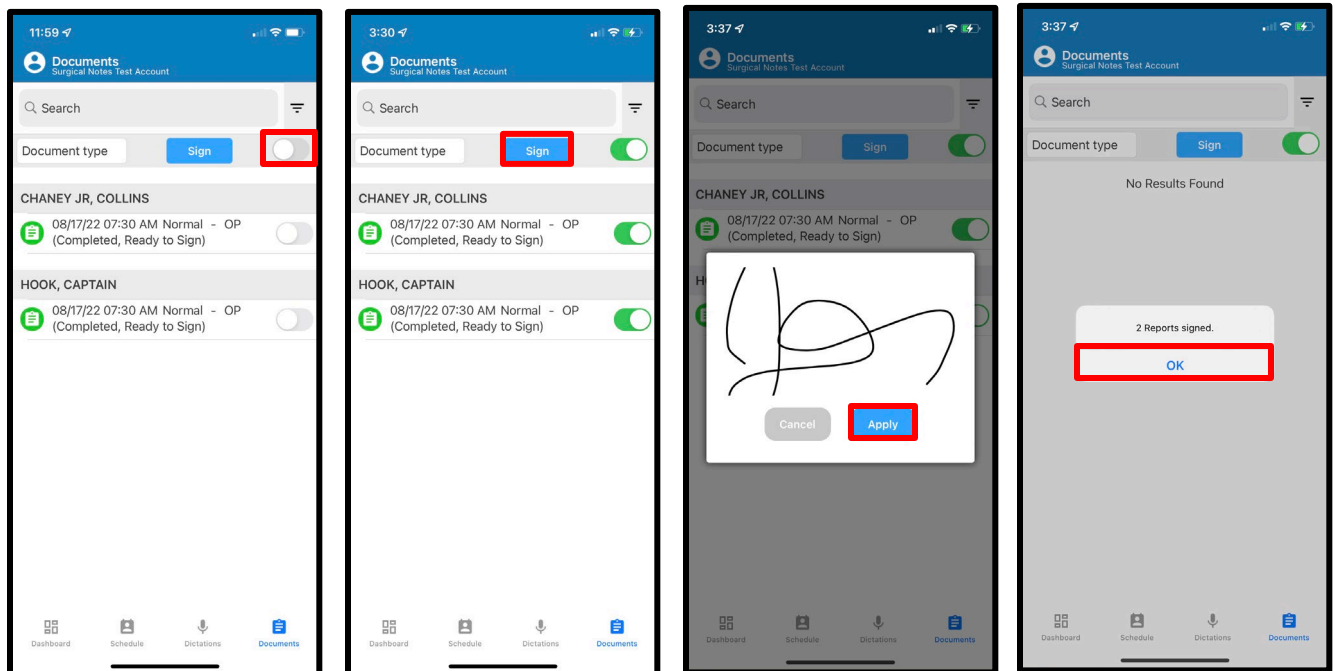 11:59
Documents
Surgical Notes Test Account
Search
Document type
Sign
CHANEY JR, COLLINS
08/17/22 07:30 AM Normal - OP
(Completed, Ready to Sign)
HOOK, CAPTAIN
08/17/22 07:30 AM Normal - OP
(Completed, Ready to Sign)
Dashboard
Schedule
Dictations
Documents
3:30
Documents
Surgical Notes Test Account
Search
Document type
Sign
CHANEY JR, COLLINS
08/17/22 07:30 AM Normal - OP
(Completed, Ready to Sign)
HOOK, CAPTAIN
08/17/22 07:30 AM Normal - OP
(Completed, Ready to Sign)
Dashboard
Schedule
Dictations
Documents
3:37
Documents
Surgical Notes Test Account
Search
Document type
Sign
CHANEY JR, COLLINS
08/17/22 07:30 AM Normal - OP
(Completed, Ready to Sign)
Cancel
Apply
Dashboard
Schedule
Dictations
Documents
3:37
Documents
Surgical Notes Test Account
Search
Document type
Sign
No Results Found
2 Reports signed.
OK
Dashboard
Schedule
Dictations
Documents